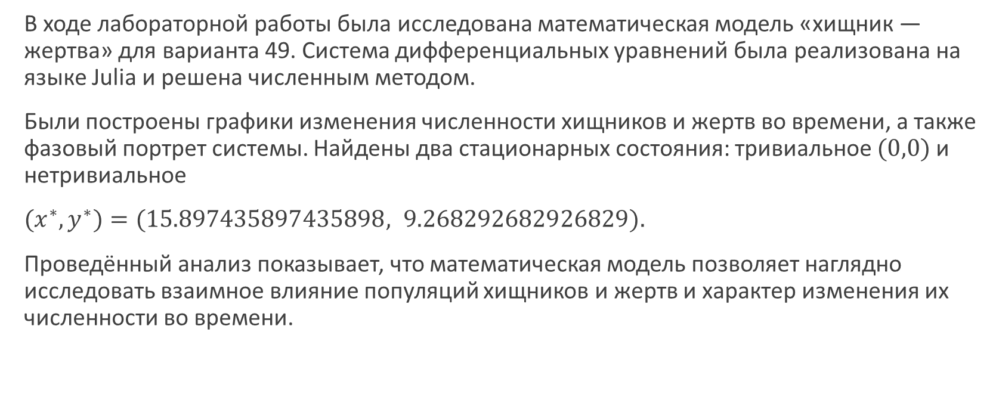 В ходе лабораторной работы была исследована математическая модель «хищник —
жертва» для варианта 49. Система дифференциальных уравнений была реализована на
языке Julia и решена численным методом.
Были построены графики изменения численности хищников и жертв во времени, а также
фазовый портрет системы. Найдены два стационарных состояния: тривиальное (0,0) и
нетривиальное
(x*, y*) = (15.897435897435898, 9.268292682926829).
Проведённый анализ показывает, что математическая модель позволяет наглядно
исследовать взаимное влияние популяций хищников и жертв и характер изменения их
численности во времени.